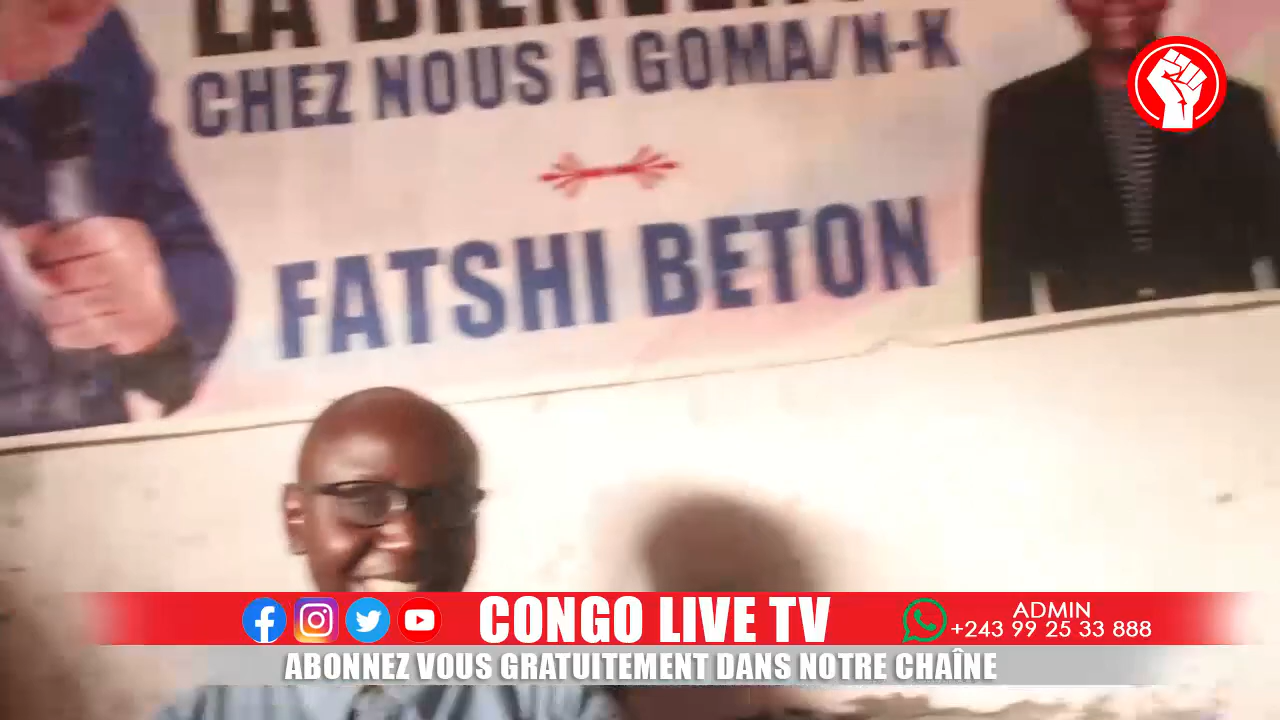 LA
CHEZ NOUS A GOMA/N-K
FATSHI BETON
CONGO LIVE TV
ADMIN
+243 99 25 33 888
ABONNEZ VOUS GRATUITEMENT DANS NOTRE CHAÎNE